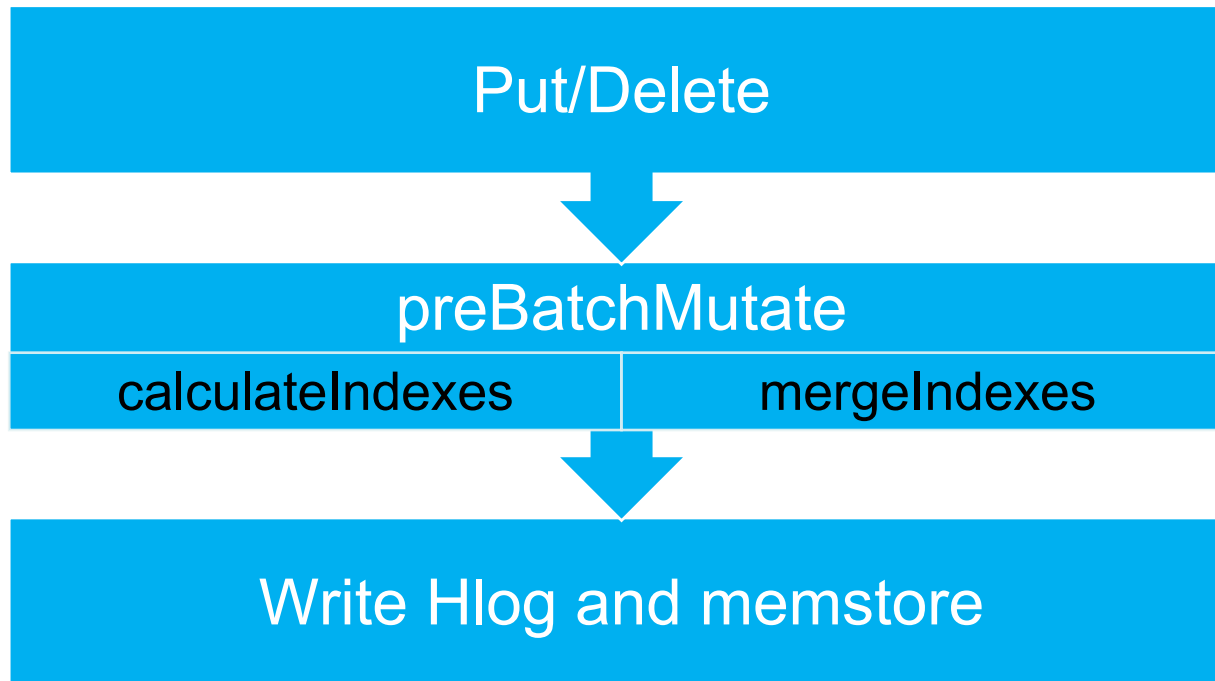 Put/Delete
preBatchMutate
calculateIndexes
mergeIndexes
Write Hlog and memstore